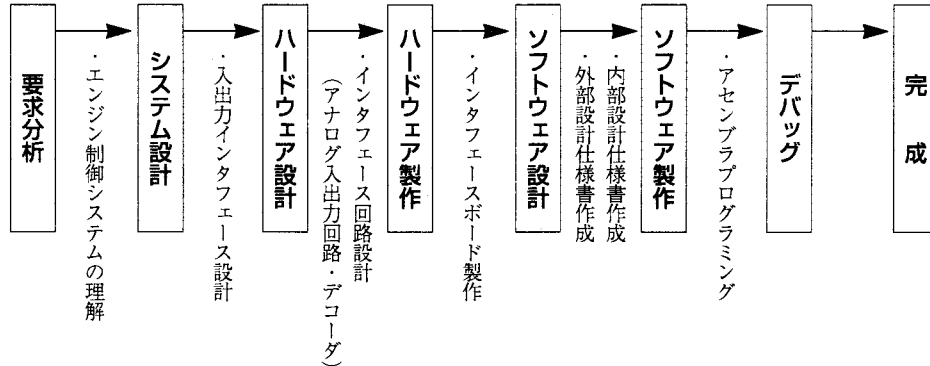 要求分析
・エンジン制御システムの理解
システム設計
・入出力インタフェース設計
ハードウェア設計
・インタフェース回路設計
（アナログ入出力回路・デコーダ）
ハードウェア製作
・インタフェースボード製作
ソフトウェア設計
・内部設計仕様書作成
・外部設計仕様書作成
ソフトウェア製作
・アセンブラプログラミング
デバッグ
完成